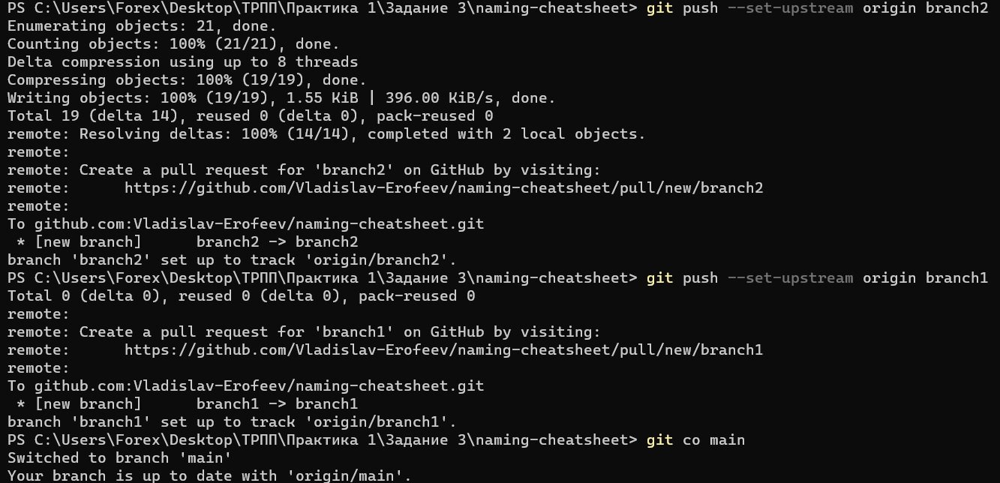 PS C:\Users\Forex\Desktop\ТРПП\Практика 1\Задание 3\naming-cheatsheet> git push --set-upstream origin branch2
Enumerating objects: 21, done.
Counting objects: 100% (21/21), done.
Delta compression using up to 8 threads
Compressing objects: 100% (19/19), done.
Writing objects: 100% (19/19), 1.55 KiB | 396.00 KiB/s, done.
Total 19 (delta 14), reused 0 (delta 0), pack-reused 0
remote: Resolving deltas: 100% (14/14), completed with 2 local objects.
remote:
remote: Create a pull request for 'branch2' on GitHub by visiting:
remote:      https://github.com/Vladislav-Erofeev/naming-cheatsheet/pull/new/branch2
remote:
To github.com:Vladislav-Erofeev/naming-cheatsheet.git
 * [new branch]      branch2 -> branch2
branch 'branch2' set up to track 'origin/branch2'.
PS C:\Users\Forex\Desktop\ТРПП\Практика 1\Задание 3\naming-cheatsheet> git push --set-upstream origin branch1
Total 0 (delta 0), reused 0 (delta 0), pack-reused 0
remote:
remote: Create a pull request for 'branch1' on GitHub by visiting:
remote:      https://github.com/Vladislav-Erofeev/naming-cheatsheet/pull/new/branch1
remote:
To github.com:Vladislav-Erofeev/naming-cheatsheet.git
 * [new branch]      branch1 -> branch1
branch 'branch1' set up to track 'origin/branch1'.
PS C:\Users\Forex\Desktop\ТРПП\Практика 1\Задание 3\naming-cheatsheet> git co main
Switched to branch 'main'
Your branch is up to date with 'origin/main'.